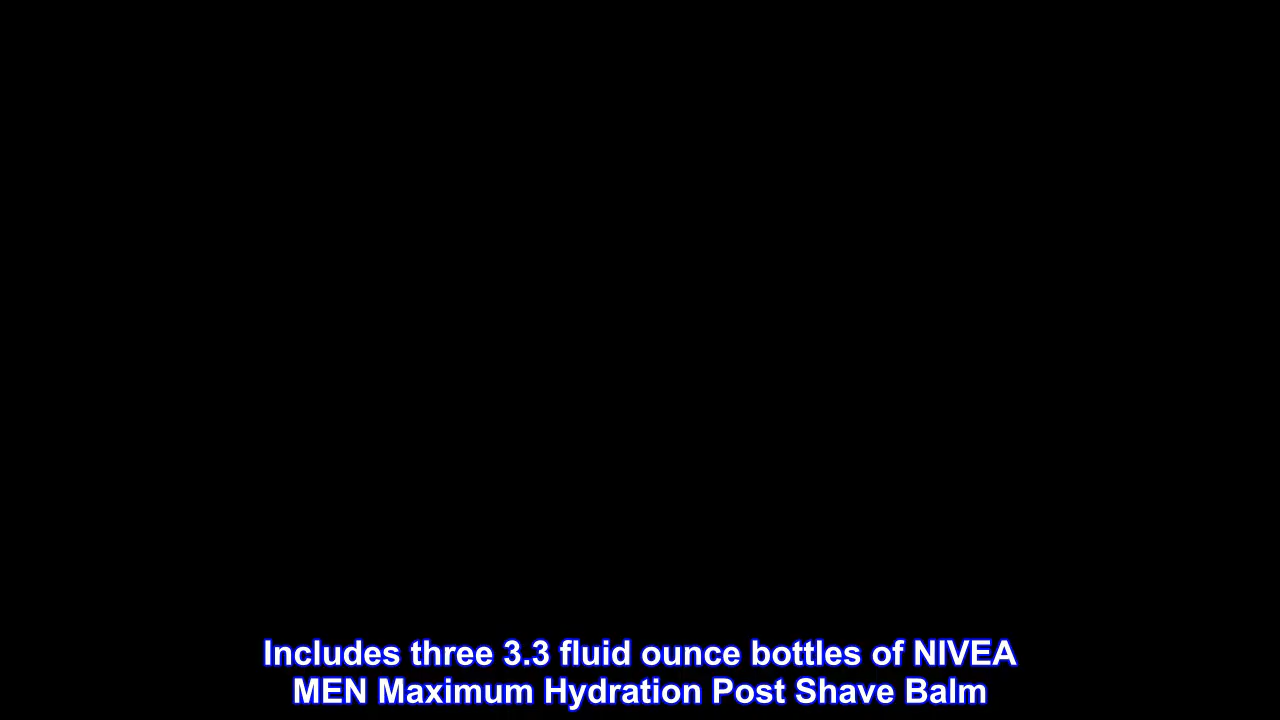 Includes three 3.3 fluid ounce bottles of NIVEA
MEN Maximum Hydration Post Shave Balm